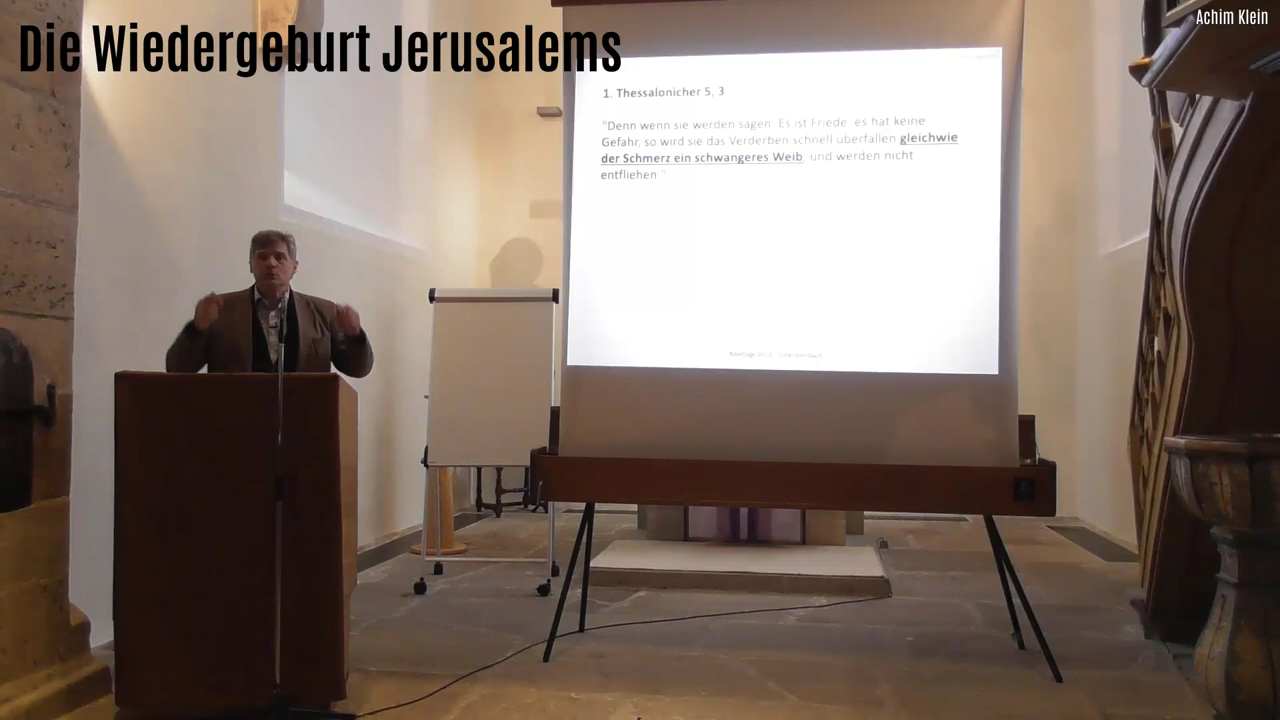 Die Wiedergeburt Jerusalems
Achim Klein
1. Thessalonicher 5, 3
"Denn wenn sie werden sagen: Es ist Friede, es hat keine
Gefahr, so wird sie das Verderben schnell überfallen gleichwie
der Schmerz ein schwangeres Weib, und werden nicht
entfliehen."